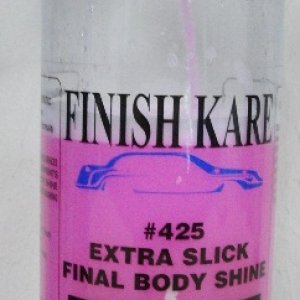 FINISH KARE
#425
EXTRA SLICK
FINAL BODY SHINE